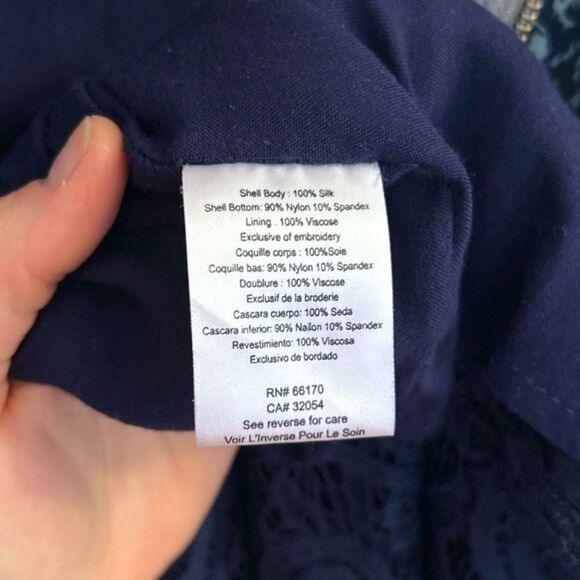 Shell Body : 100% Silk
Shell Bottom: 90% Nylon 10% Spandex
Lining . 100% Viscose
Exclusive of embroidery
Coquille corps : 100%Soie
Coquille bas: 90% Nylon 10% Spandex
Doublure : 100% Viscose
Exclusif de la broderie
Cascara cuerpo: 100% Seda
Cascara inferior: 90% Nailon 10% Spandex
Revestimiento: 100% Viscosa
Exclusivo de bordado
RN# 66170
CA# 32054
See reverse for care
Voir L'Inverse Pour Le Soin